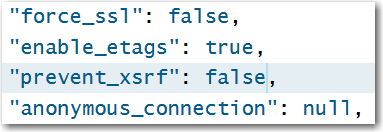 "force_ssl": false,
"enable_etags": true,
"prevent_xsrf": false,
"anonymous_connection": null,